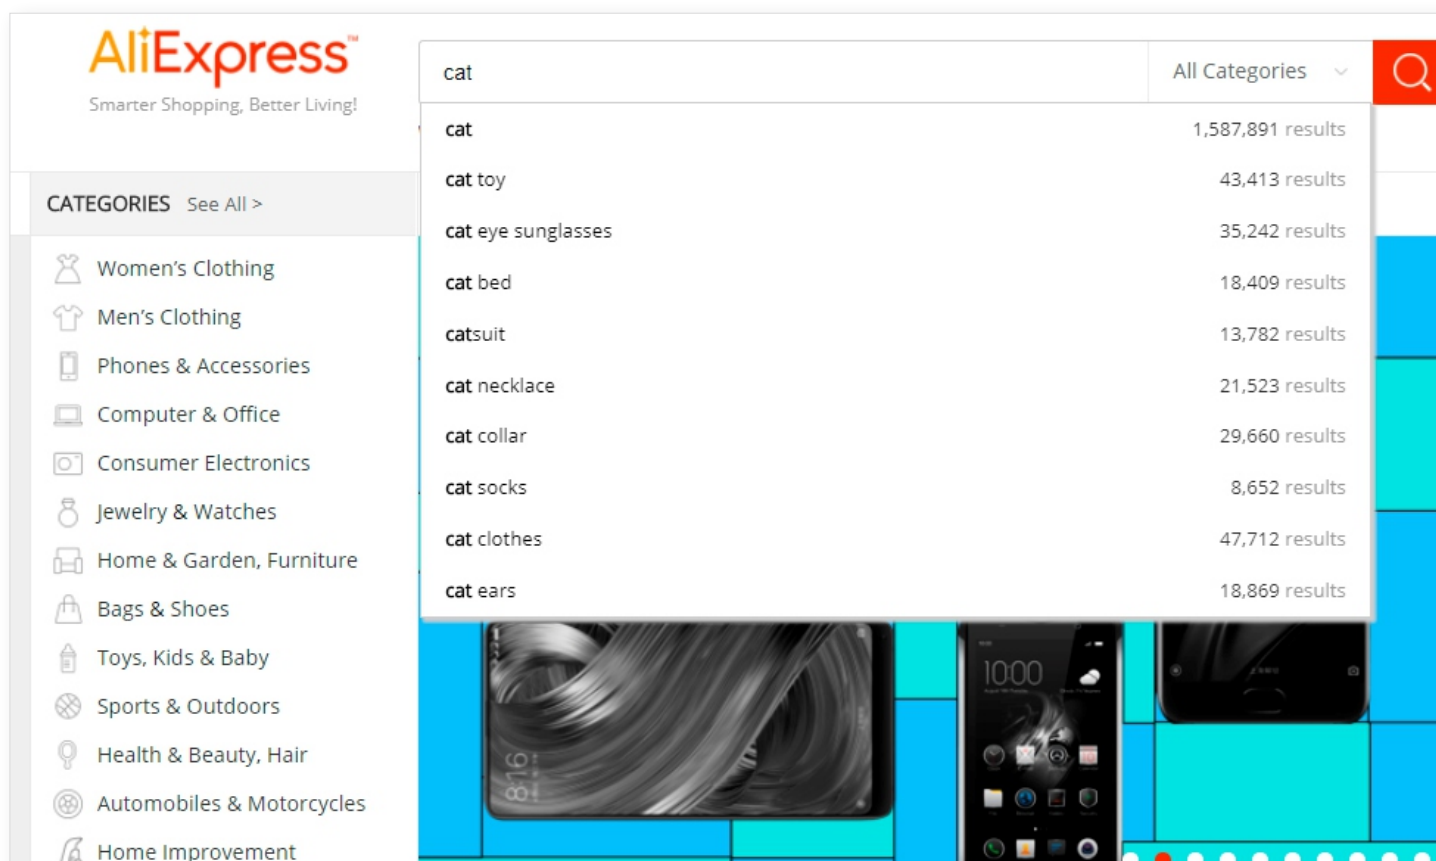 AliExpress™
Smarter Shopping, Better Living!
cat
All Categories
cat 1,587,891 results
cat toy 43,413 results
cat eye sunglasses 35,242 results
cat bed 18,409 results
catsuit 13,782 results
cat necklace 21,523 results
cat collar 29,660 results
cat socks 8,652 results
cat clothes 47,712 results
cat ears 18,869 results
CATEGORIES See All >
Women’s Clothing
Men’s Clothing
Phones & Accessories
Computer & Office
Consumer Electronics
Jewelry & Watches
Home & Garden, Furniture
Bags & Shoes
Toys, Kids & Baby
Sports & Outdoors
Health & Beauty, Hair
Automobiles & Motorcycles
Home Improvement
8:16
10:00